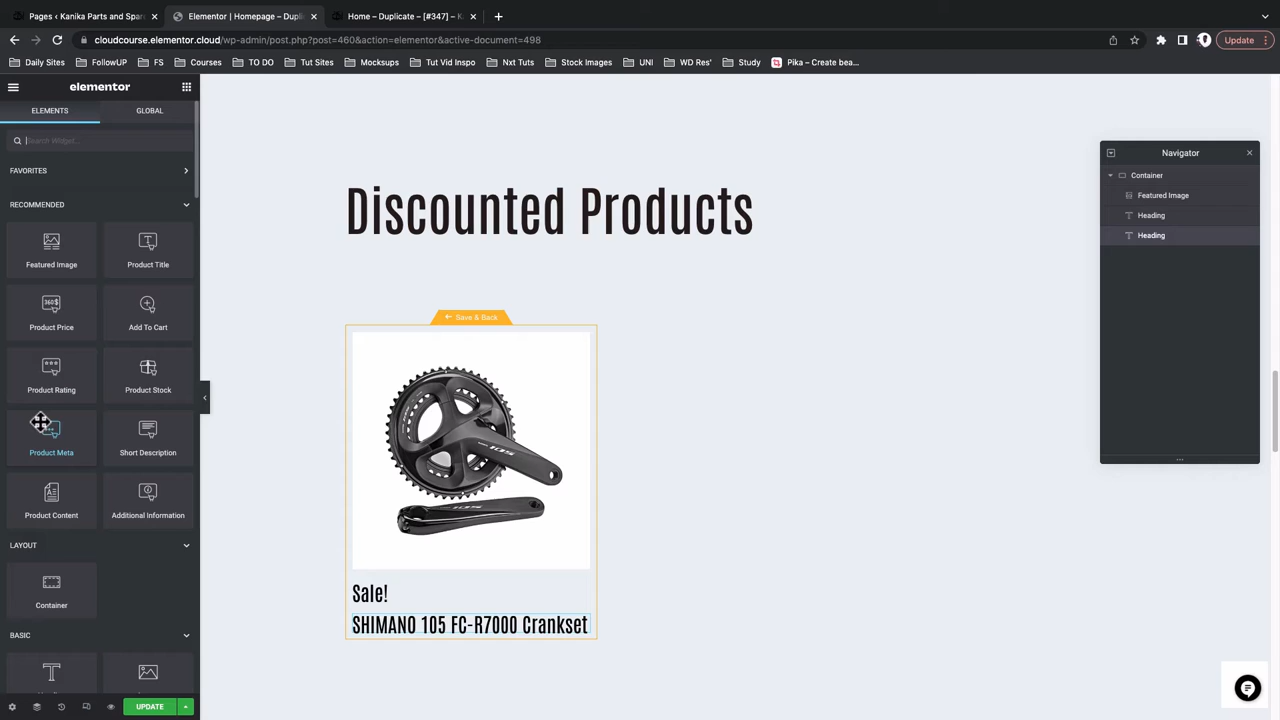 Pages ‹ Kanika Parts and Spar
Elementor | Homepage – Dupli
Home – Duplicate – [#347] – K
cloudcourse.elementor.cloud/wp-admin/post.php?post=460&action=elementor&active-document=498
Update
Daily Sites
FollowUP
FS
Courses
TO DO
Tut Sites
Mocksups
Tut Vid Inspo
Nxt Tuts
Stock Images
UNI
WD Res'
Study
Pika – Create bea...
elementor
ELEMENTS
GLOBAL
Search Widget...
FAVORITES
RECOMMENDED
Featured Image
Product Title
Product Price
Add To Cart
Product Rating
Product Stock
Product Meta
Short Description
Product Content
Additional Information
LAYOUT
Container
BASIC
UPDATE
Discounted Products
Save & Back
105
105
Sale!
SHIMANO 105 FC-R7000 Crankset
Navigator
Container
Featured Image
Heading
Heading